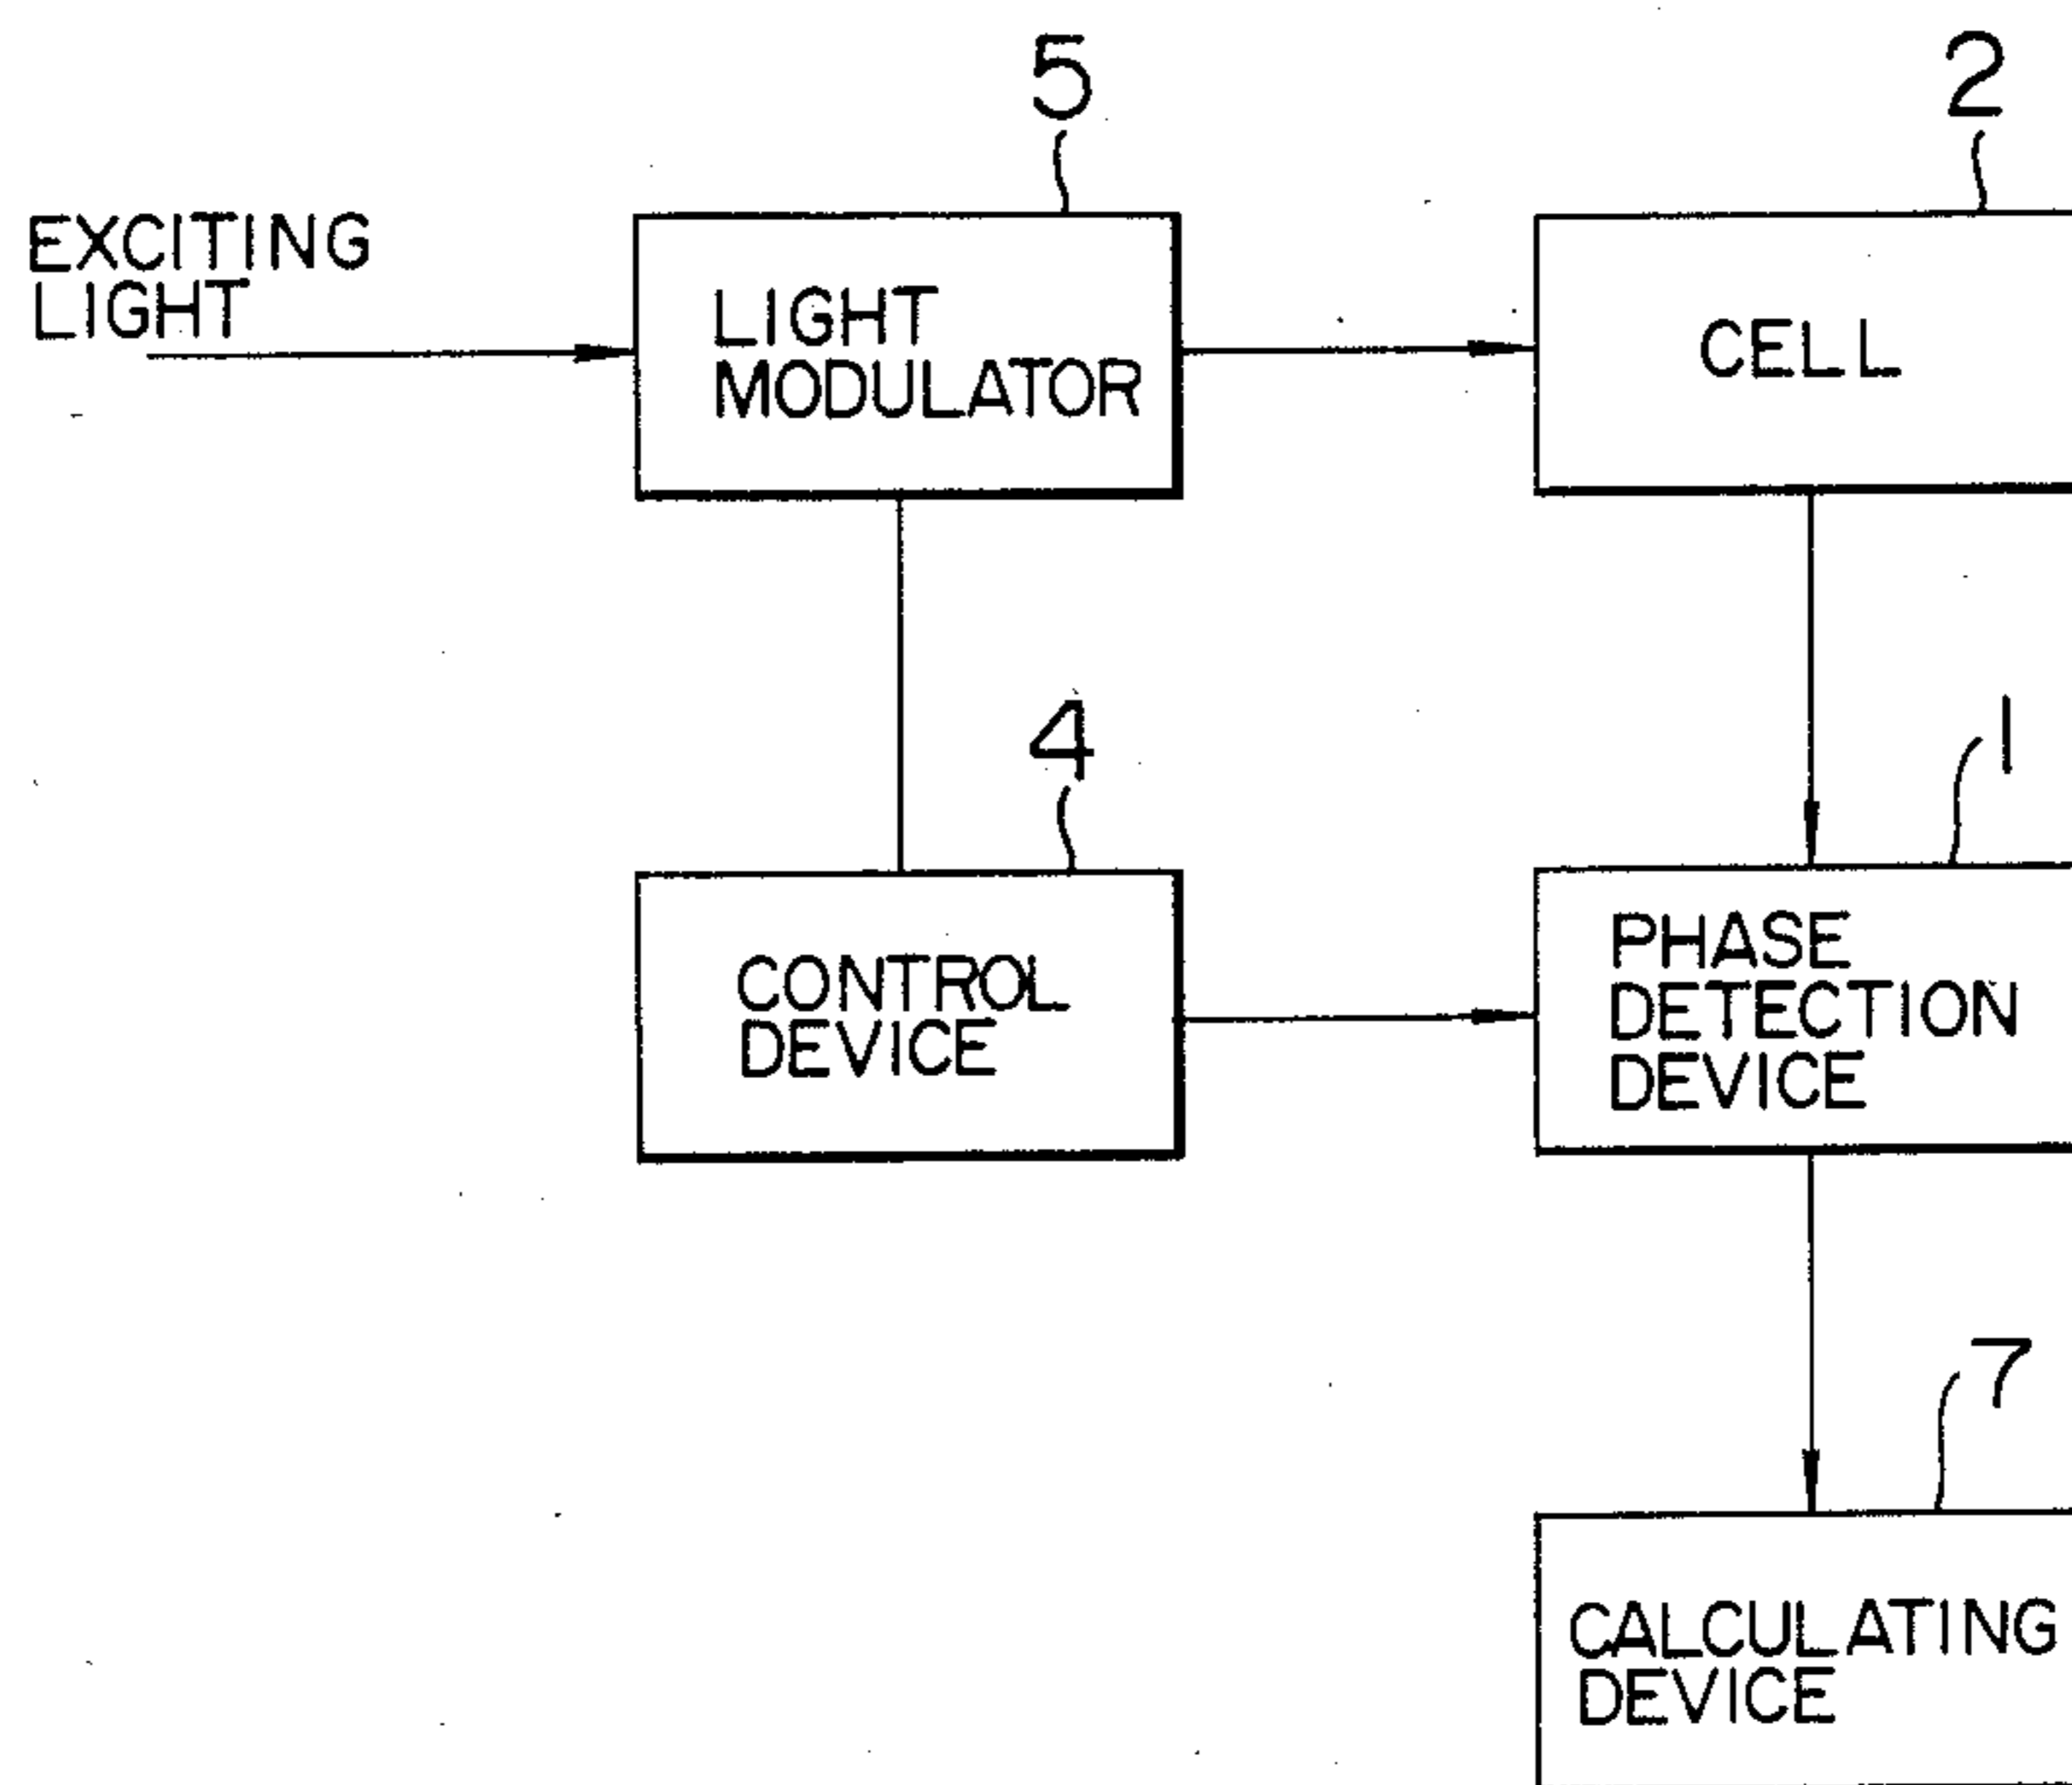 5
2
EXCITING
LIGHT
LIGHT
MODULATOR
CELL
4
1
CONTROL
DEVICE
PHASE
DETECTION
DEVICE
7
CALCULATING
DEVICE